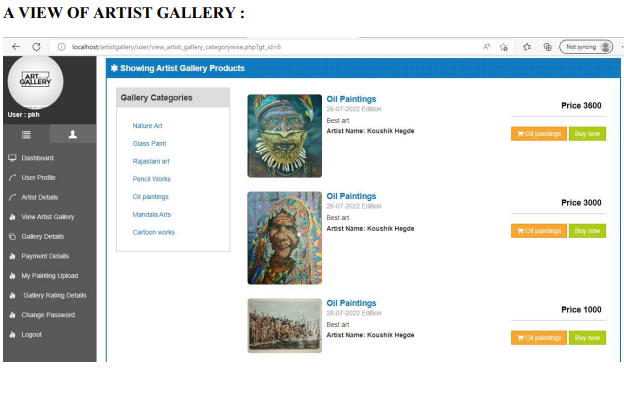 A VIEW OF ARTIST GALLERY :
localhost/artistgallery/user/view_artist_gallery_categorywise.php?gt_id=6
Not syncing
ART
GALLERY
User : pkh
Dashboard
User Profile
Artist Details
View Artist Gallery
Gallery Details
Payment Details
My Painting Upload
Gallery Rating Details
Change Password
Logout
✱ Showing Artist Gallery Products
Gallery Categories
Nature Art
Glass Paint
Rajastani art
Pencil Works
Oil paintings
Mandala Arts
Cartoon works
Oil Paintings
28-07-2022 Edition
Best art
Artist Name: Koushik Hegde
Price 3600
Oil paintings
Buy now
Oil Paintings
28-07-2022 Edition
Best art
Artist Name: Koushik Hegde
Price 3000
Oil paintings
Buy now
Oil Paintings
28-07-2022 Edition
Best art
Artist Name: Koushik Hegde
Price 1000
Oil paintings
Buy now